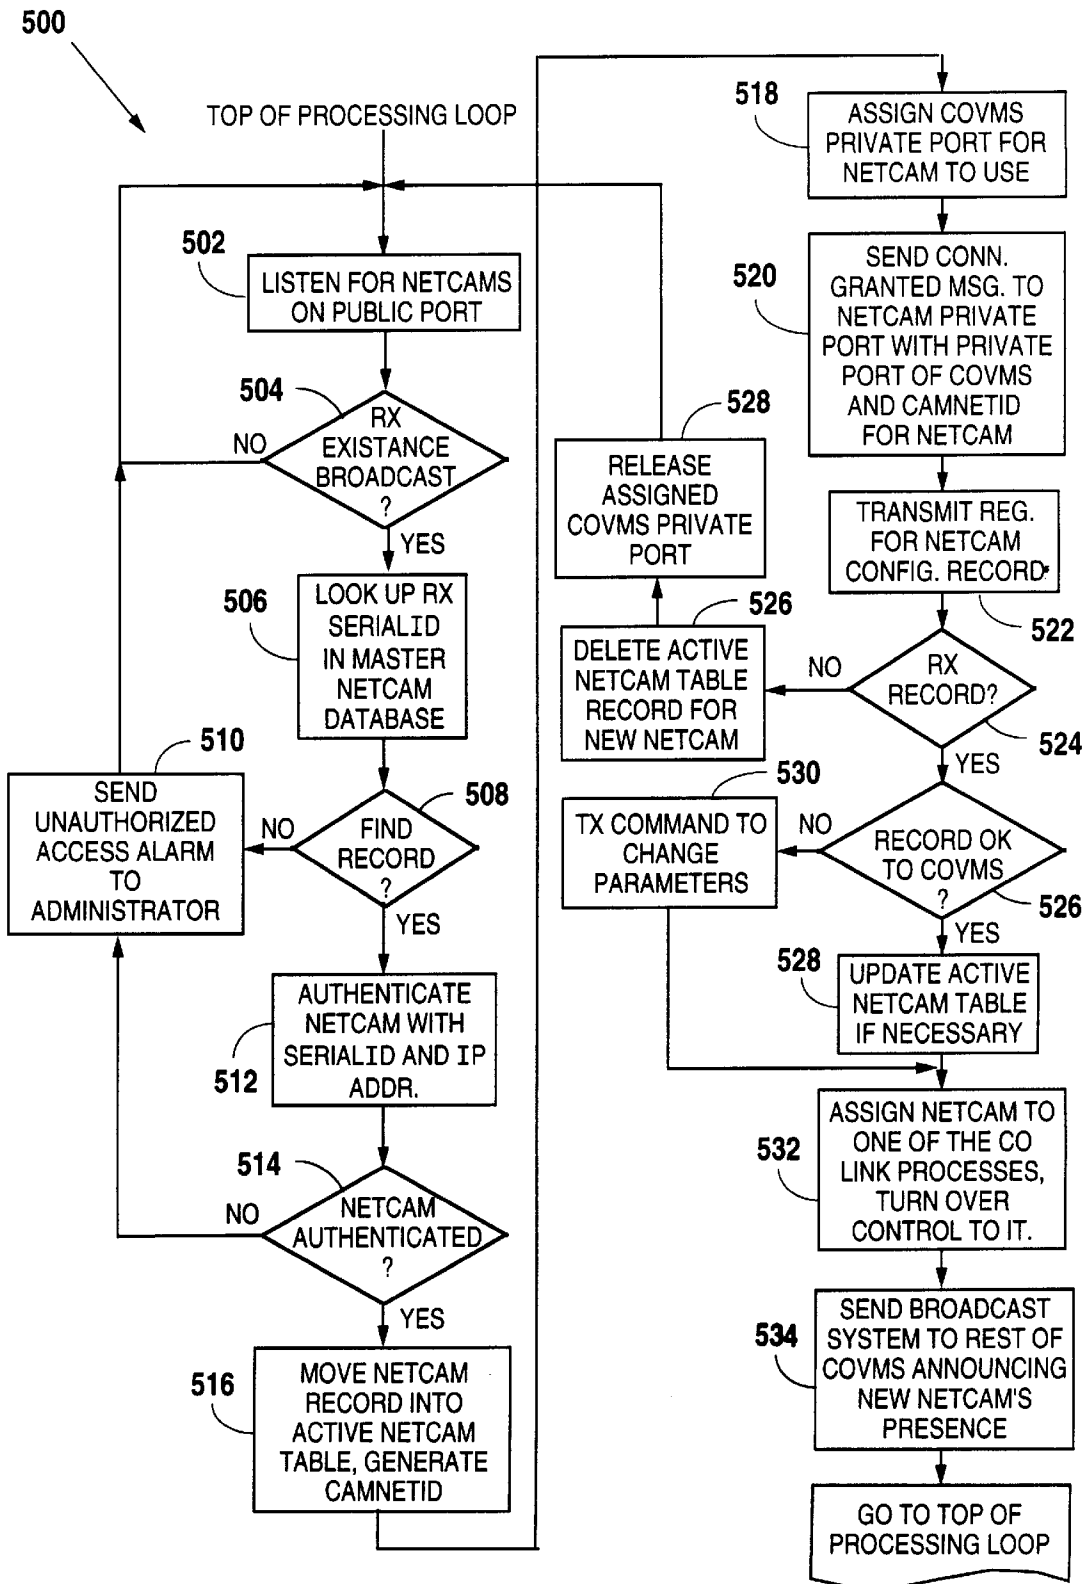 500
TOP OF PROCESSING LOOP
502
LISTEN FOR NETCAMS
ON PUBLIC PORT
504
RX
EXISTANCE
BROADCAST
?
NO
YES
506
LOOK UP RX
SERIALID
IN MASTER
NETCAM
DATABASE
508
FIND
RECORD
?
NO
YES
510
SEND
UNAUTHORIZED
ACCESS ALARM
TO
ADMINISTRATOR
512
AUTHENTICATE
NETCAM WITH
SERIALID AND IP
ADDR.
514
NETCAM
AUTHENTICATED
?
NO
YES
516
MOVE NETCAM
RECORD INTO
ACTIVE NETCAM
TABLE, GENERATE
CAMNETID
518
ASSIGN COVMS
PRIVATE PORT FOR
NETCAM TO USE
520
SEND CONN.
GRANTED MSG. TO
NETCAM PRIVATE
PORT WITH PRIVATE
PORT OF COVMS
AND CAMNETID
FOR NETCAM
TRANSMIT REG.
FOR NETCAM
CONFIG. RECORD
522
RX
RECORD?
524
NO
YES
526
DELETE ACTIVE
NETCAM TABLE
RECORD FOR
NEW NETCAM
528
RELEASE
ASSIGNED
COVMS PRIVATE
PORT
RECORD OK
TO COVMS
?
526
NO
YES
530
TX COMMAND TO
CHANGE
PARAMETERS
528
UPDATE ACTIVE
NETCAM TABLE
IF NECESSARY
532
ASSIGN NETCAM TO
ONE OF THE CO
LINK PROCESSES,
TURN OVER
CONTROL TO IT.
534
SEND BROADCAST
SYSTEM TO REST OF
COVMS ANNOUNCING
NEW NETCAM'S
PRESENCE
GO TO TOP OF
PROCESSING LOOP